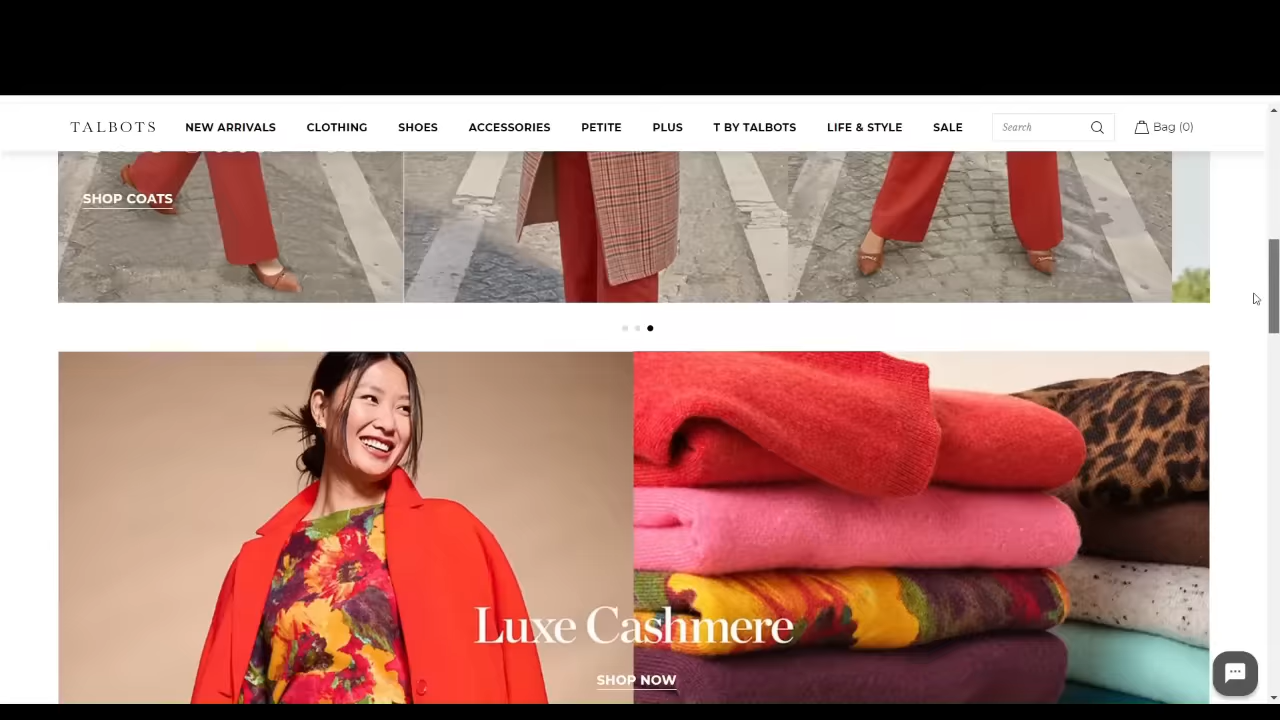 TALBOTS NEW ARRIVALS CLOTHING SHOES ACCESSORIES PETITE PLUS T BY TALBOTS LIFE & STYLE SALE Search Bag (0)
SHOP COATS
Luxe Cashmere
SHOP NOW